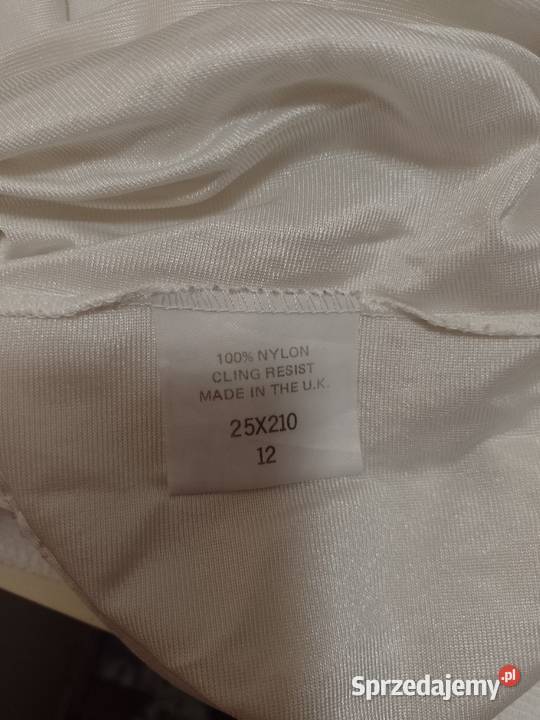 100% NYLON
CLING RESIST
MADE IN THE U.K.
25X210
12
Sprzedajemy.pl